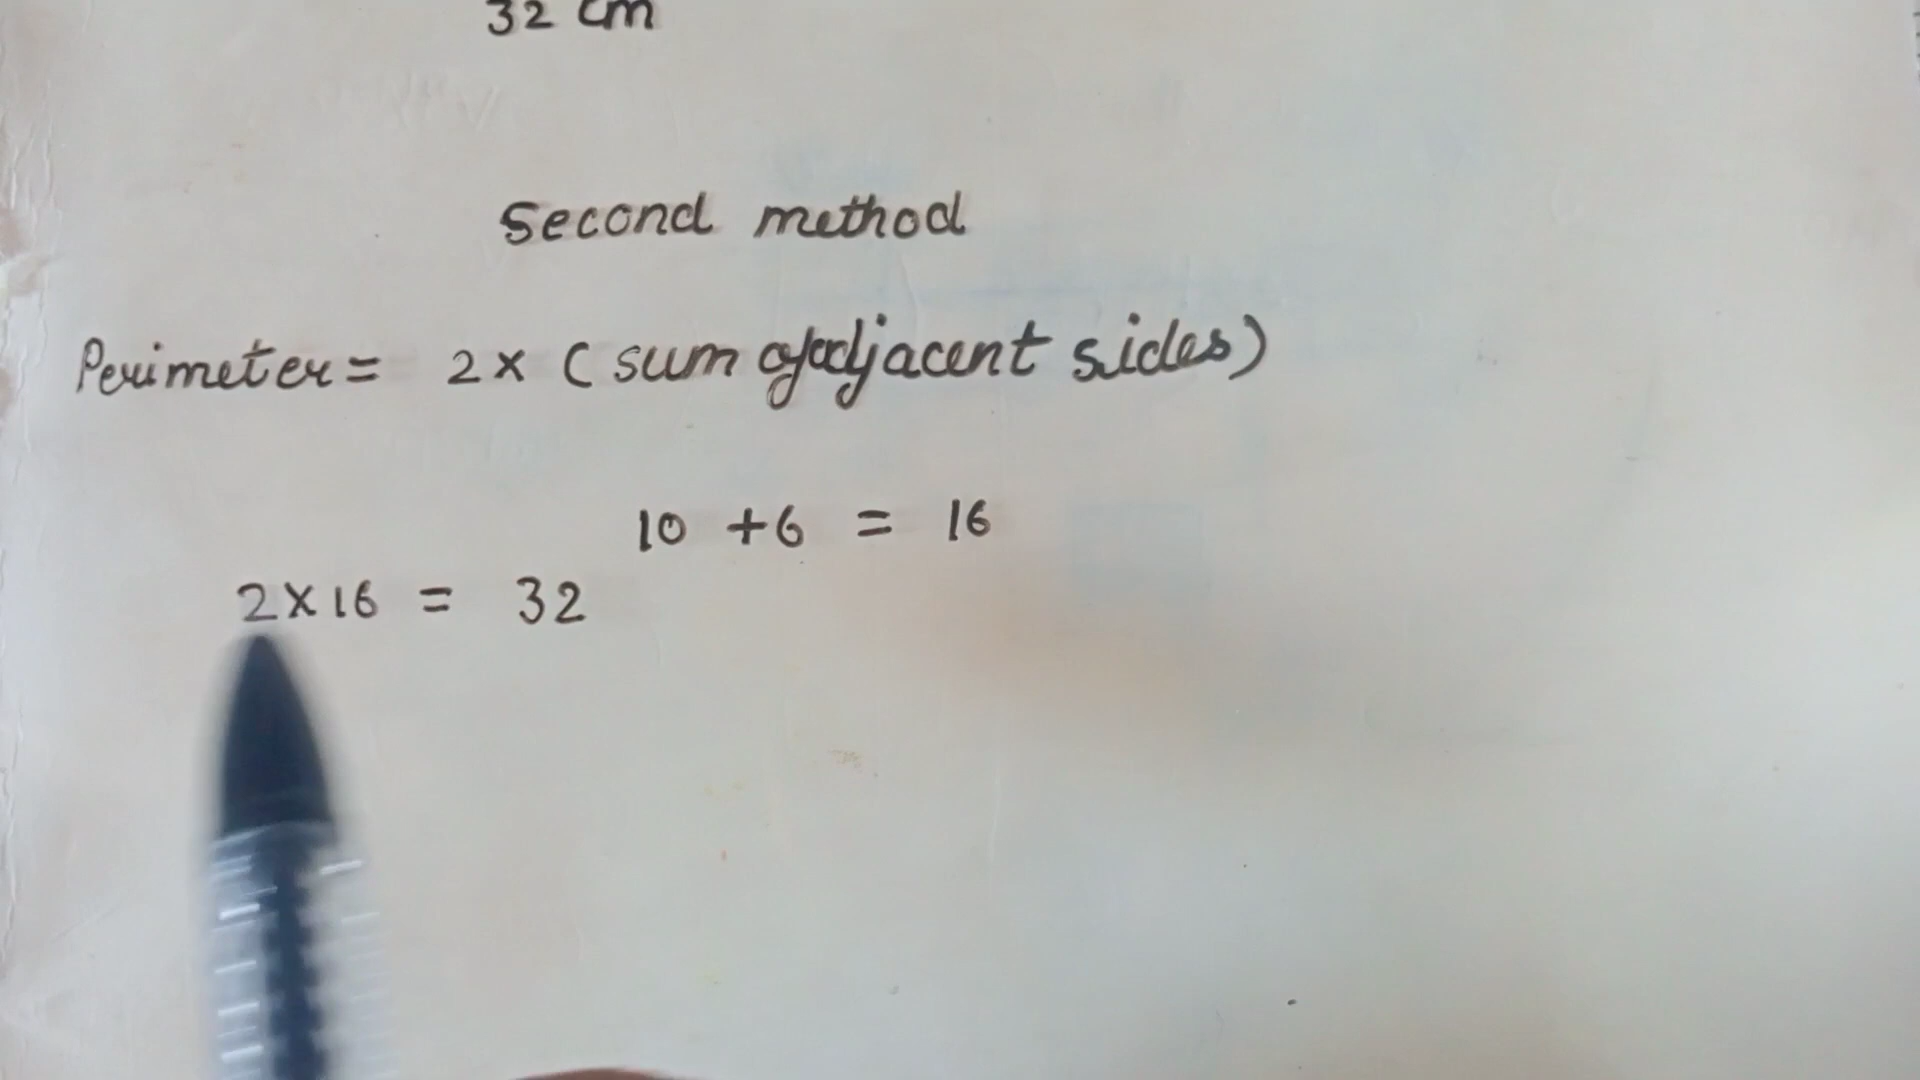 32 cm
Second method
Perimeter = 2 x (sum of adjacent sides)
10 + 6 = 16
2 x 16 = 32